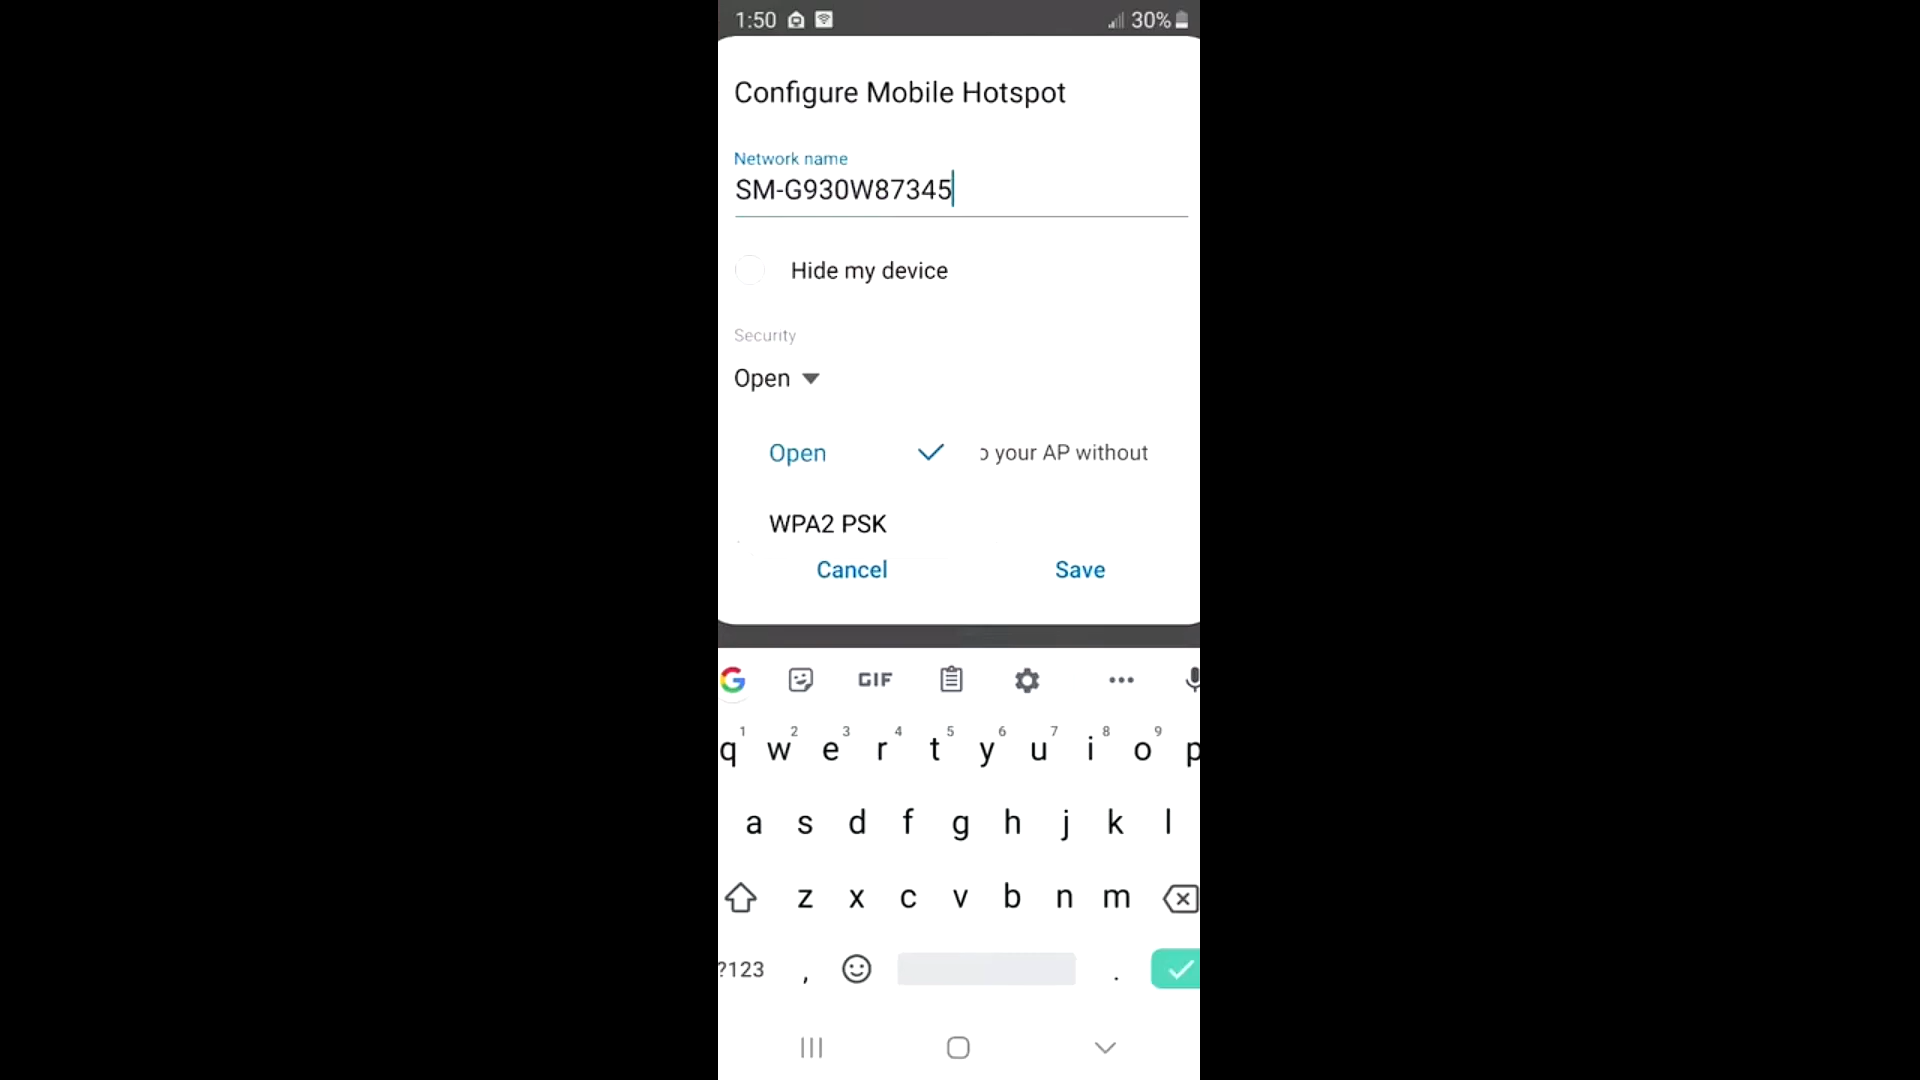 1:50 30%
Configure Mobile Hotspot
Network name
SM-G930W87345
Hide my device
Security
Open
Open your AP without
WPA2 PSK
Cancel Save
G GIF
1 2 3 4 5 6 7 8 9
q w e r t y u i o p
a s d f g h j k l
z x c v b n m
?123 , .